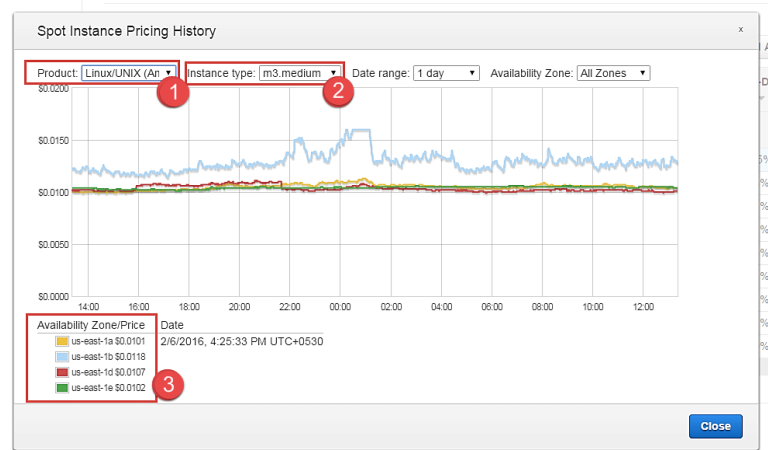 Spot Instance Pricing History
x
Product: Linux/UNIX (An Instance type: m3.medium Date range: 1 day Availability Zone: All Zones
1
2
$0.0200
$0.0150
$0.0100
$0.0050
$0.0000
14:00 16:00 18:00 20:00 22:00 00:00 02:00 04:00 06:00 08:00 10:00 12:00
Availability Zone/Price Date
us-east-1a $0.0101 2/6/2016, 4:25:33 PM UTC+0530
us-east-1b $0.0118
us-east-1d $0.0107
us-east-1e $0.0102
3
Close